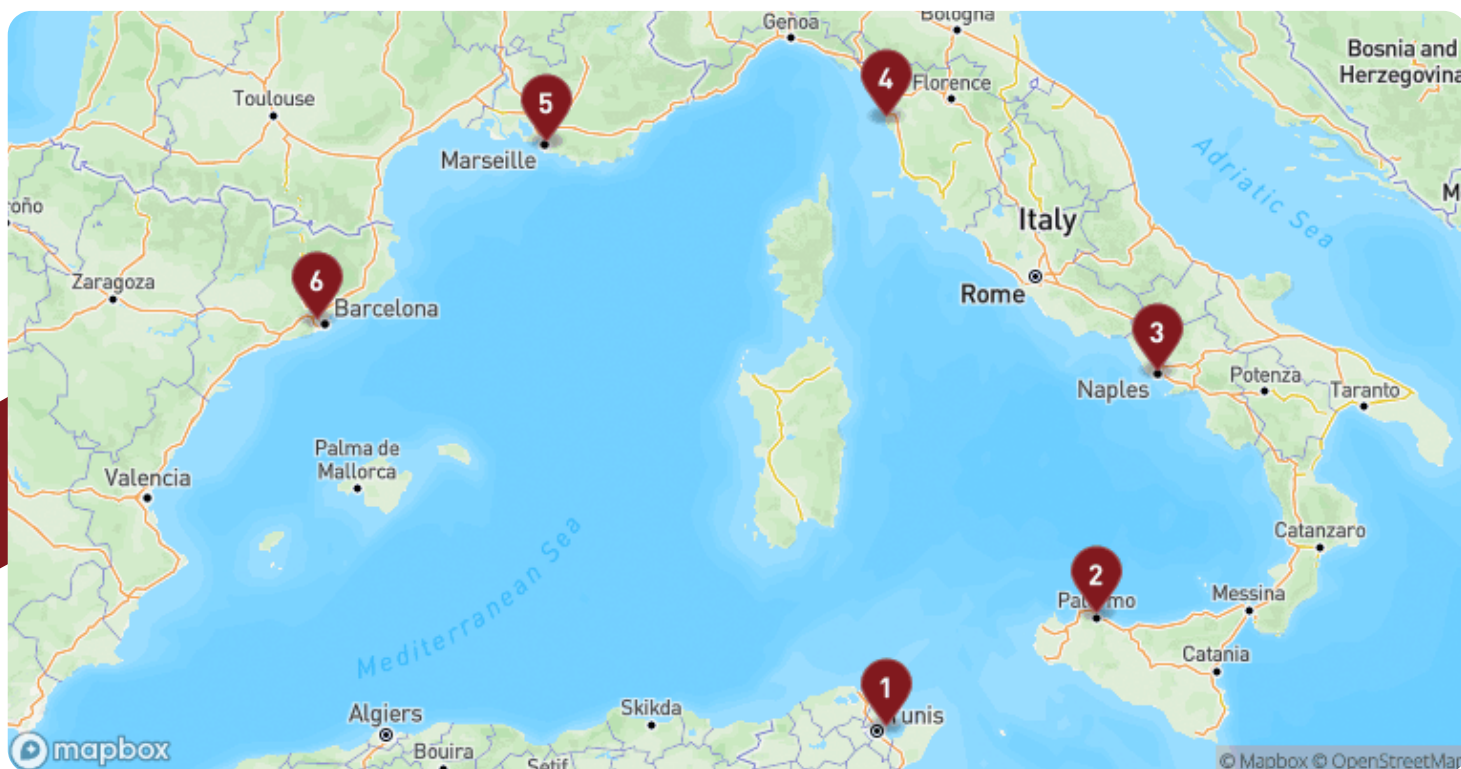 Bologna
Genoa
Bosnia and
Herzegovina
4
Florence
Toulouse
5
Marseille
Adriatic Sea
oño
Italy
6
Zaragoza
Barcelona
Rome
3
Naples
Potenza
Taranto
Palma de
Mallorca
Valencia
Catanzaro
Mediterranean Sea
2
Messina
Catania
1
Skikda
Algiers
Tunis
Bouira
Setif
mapbox
© Mapbox © OpenStreetMap